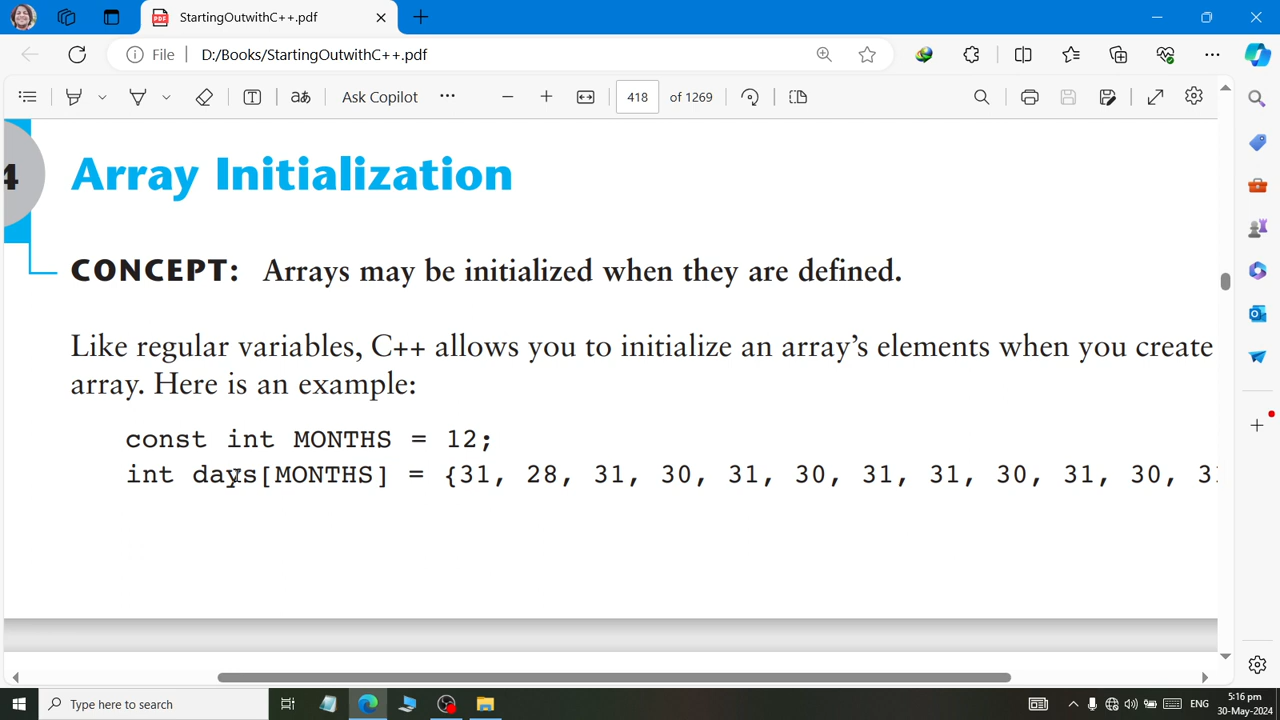 StartingOutwithC++.pdf
File | D:/Books/StartingOutwithC++.pdf
Ask Copilot
418 of 1269
4 Array Initialization
CONCEPT: Arrays may be initialized when they are defined.
Like regular variables, C++ allows you to initialize an array's elements when you create
array. Here is an example:
const int MONTHS = 12;
int days[MONTHS] = {31, 28, 31, 30, 31, 30, 31, 31, 30, 31, 30, 31
Type here to search
ENG
5:16 pm
30-May-2024